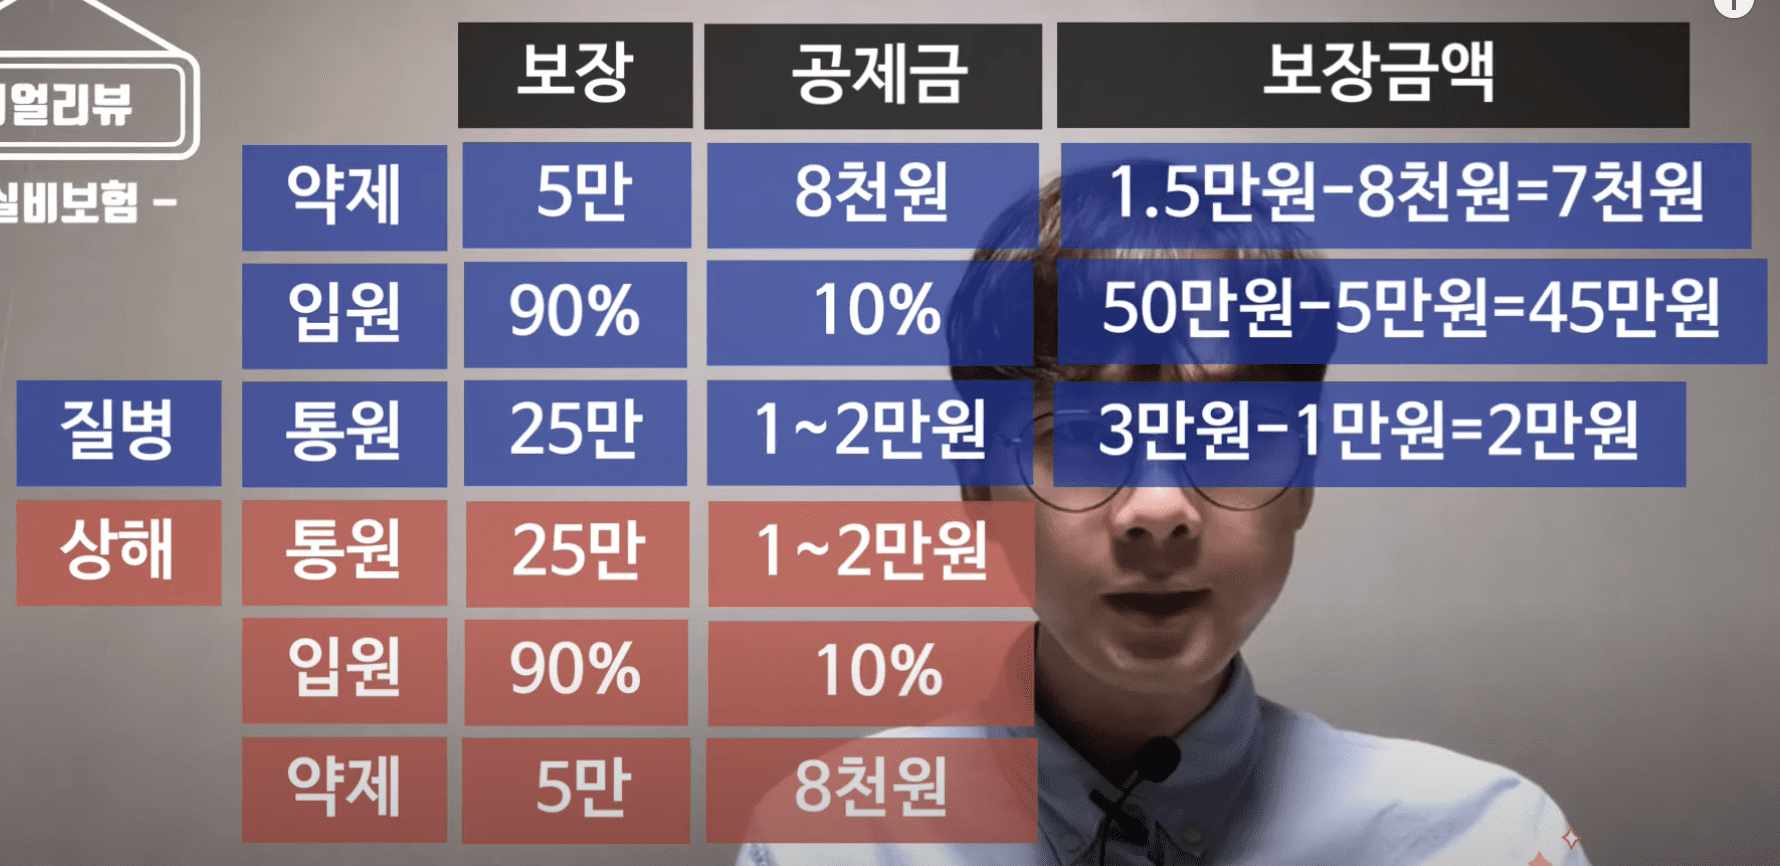 보장 공제금 보장금액
얼리뷰
약제 5만 8천원 1.5만원-8천원=7천원
실비보험 -
입원 90% 10% 50만원-5만원=45만원
질병 통원 25만 1~2만원 3만원-1만원=2만원
상해 통원 25만 1~2만원
입원 90% 10%
약제 5만 8천원